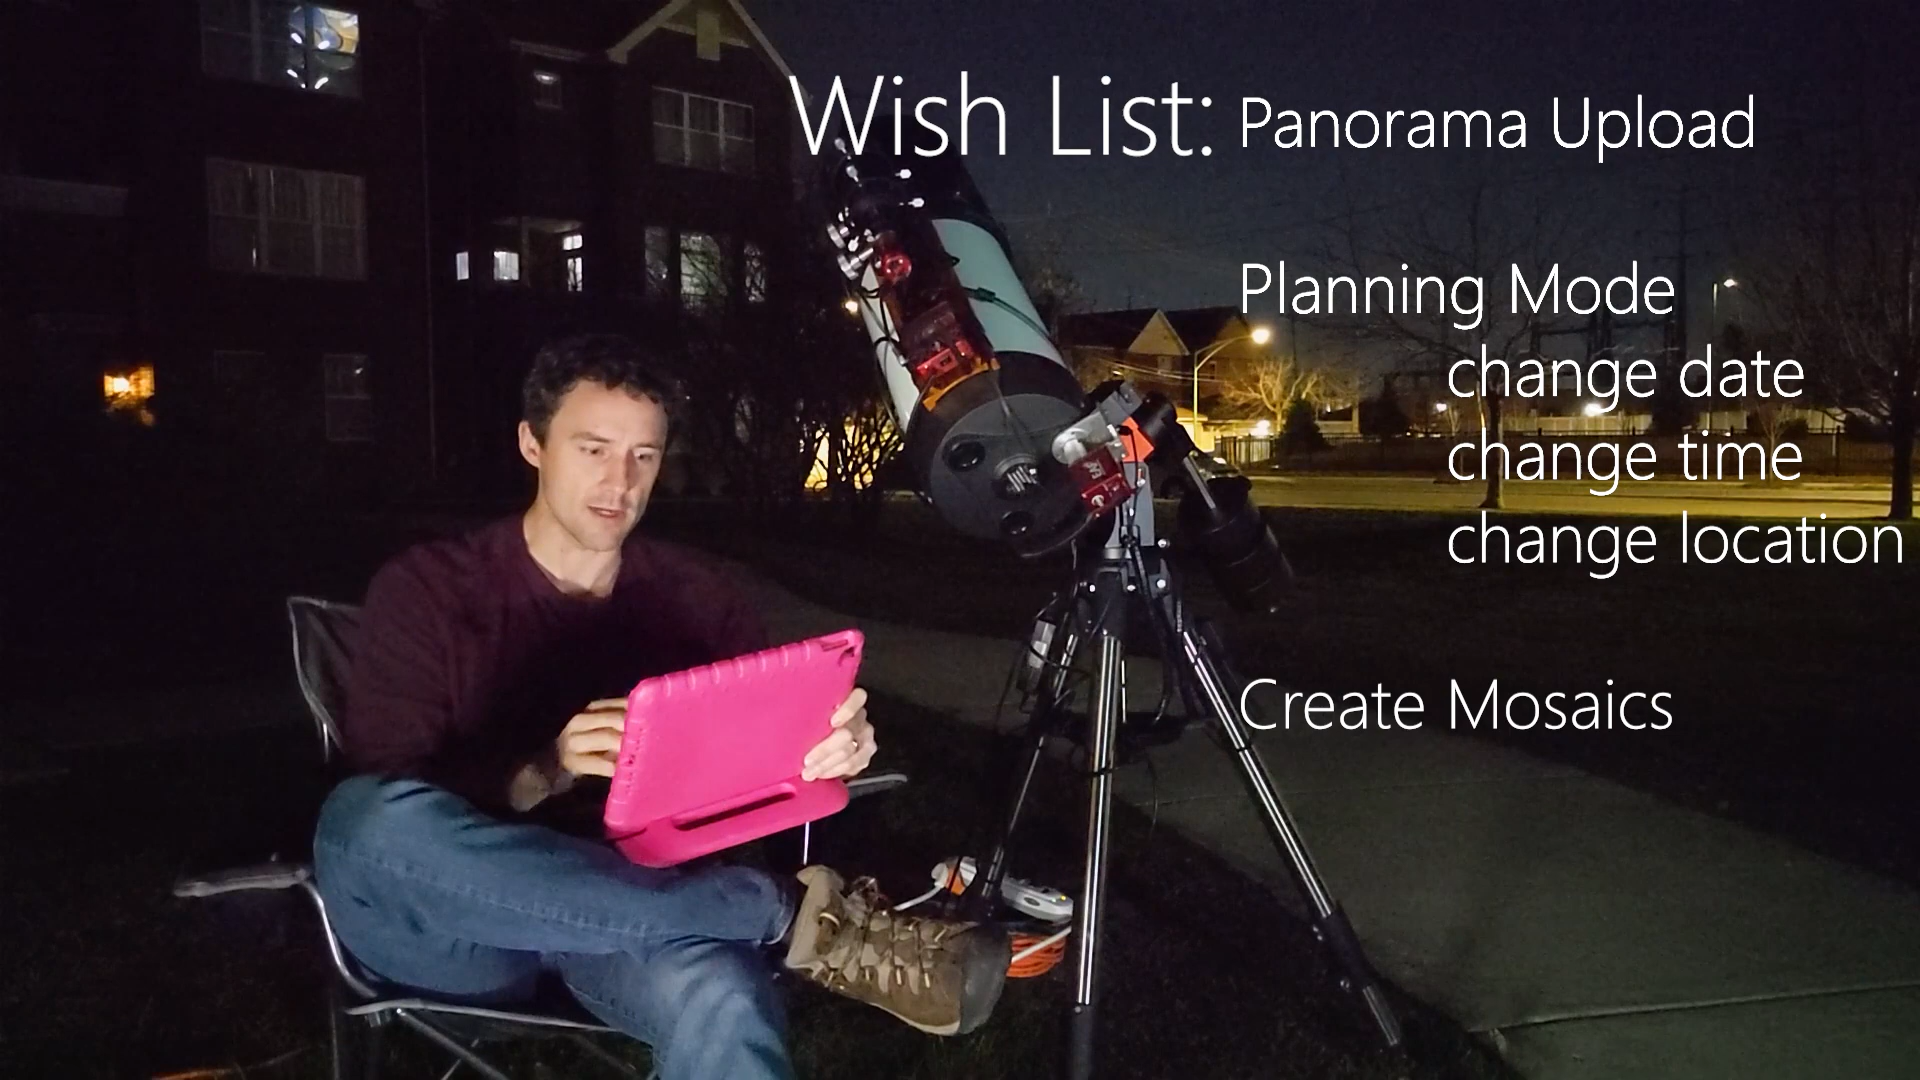 Wish List: Panorama Upload
Planning Mode
change date
change time
change location
Create Mosaics